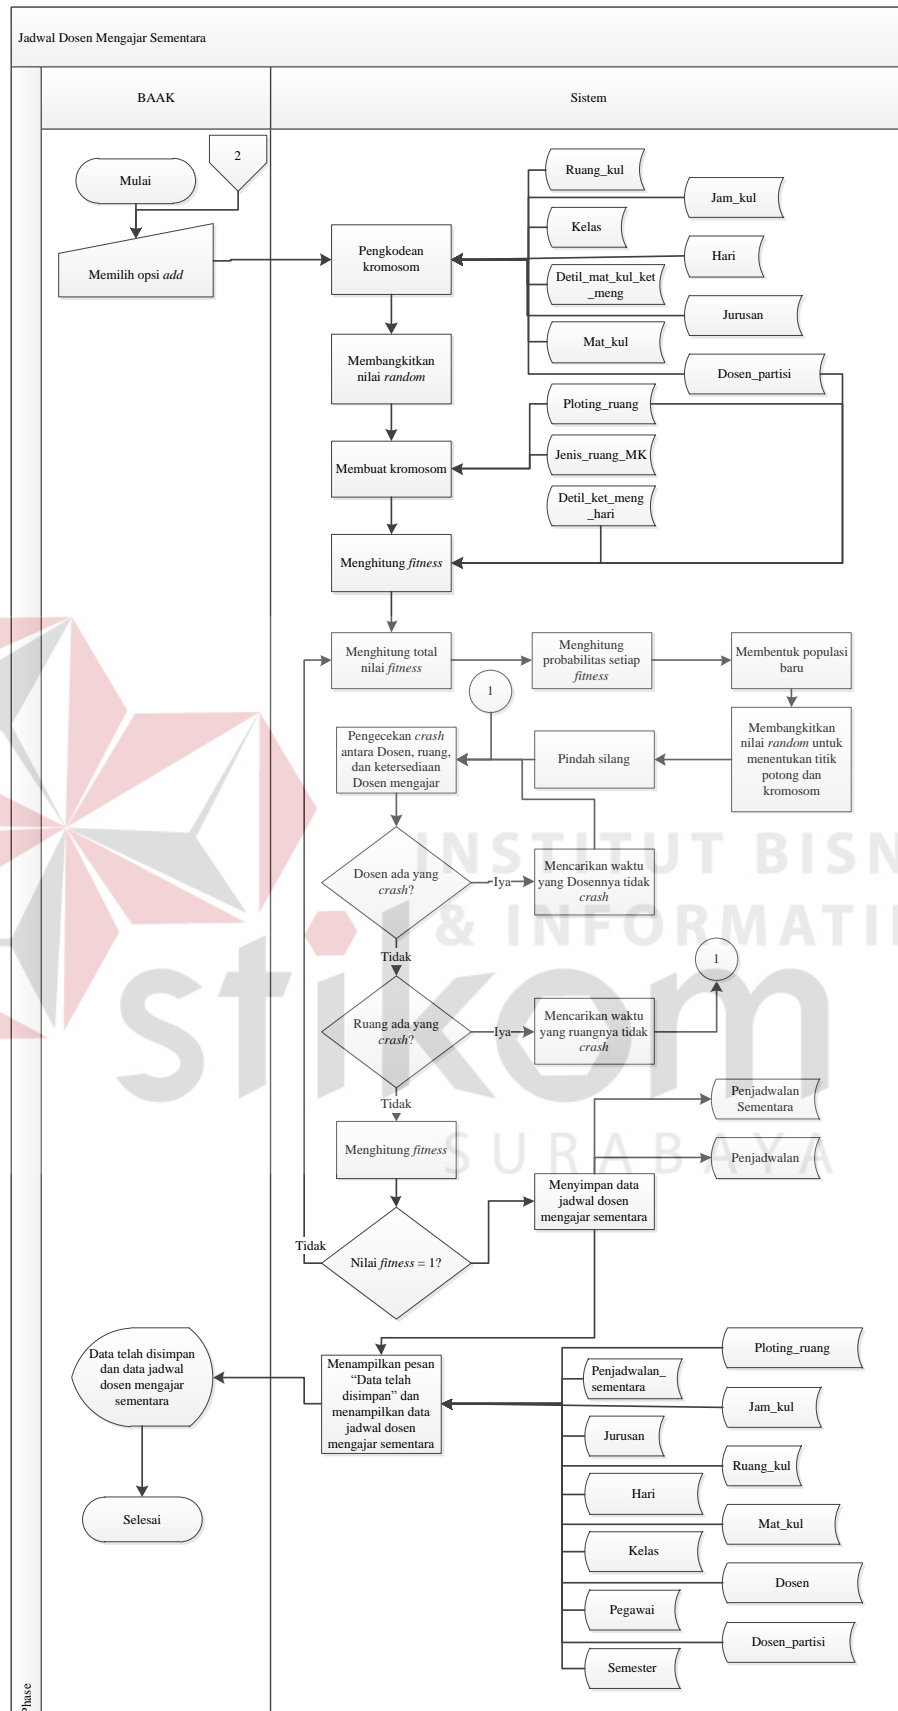 Jadwal Dosen Mengajar Sementara
BAAK
Sistem
Mulai
2
Memilih opsi add
Pengkodean
kromosom
Ruang_kul
Jam_kul
Kelas
Hari
Detil_mat_kul_ket
_meng
Jurusan
Mat_kul
Dosen_partisi
Membangkitkan
nilai random
Ploting_ruang
Membuat kromosom
Jenis_ruang_MK
Detil_ket_meng
_hari
Menghitung fitness
Menghitung total
nilai fitness
Menghitung
probabilitas setiap
fitness
Membentuk populasi
baru
1
Pengecekan crash
antara Dosen, ruang,
dan ketersediaan
Dosen mengajar
Pindah silang
Membangkitkan
nilai random untuk
menentukan titik
potong dan
kromosom
Dosen ada yang
crash?
Iya
Mencarikan waktu
yang Dosennya tidak
crash
Tidak
Ruang ada yang
crash?
Iya
Mencarikan waktu
yang ruangnya tidak
crash
1
Tidak
Menghitung fitness
Penjadwalan
Sementara
Penjadwalan
Menyimpan data
jadwal dosen
mengajar sementara
Tidak
Nilai fitness = 1?
Data telah disimpan
dan data jadwal
dosen mengajar
sementara
Menampilkan pesan
“Data telah
disimpan” dan
menampilkan data
jadwal dosen
mengajar sementara
Ploting_ruang
Penjadwalan_
sementara
Jam_kul
Jurusan
Ruang_kul
Hari
Mat_kul
Kelas
Dosen
Pegawai
Dosen_partisi
Semester
Selesai
Phase
INSTITUT BISN
& INFORMATI
stikom
SURABAYA